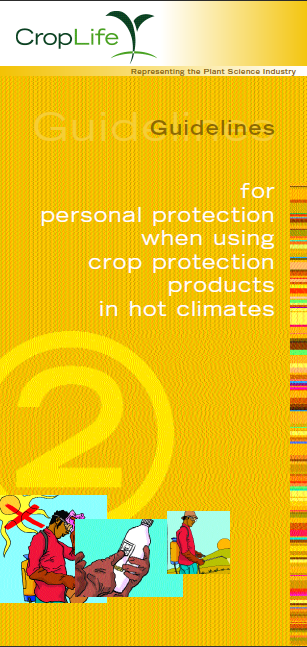 CropLife
Representing the Plant Science Industry
Guidelines
Guidelines
for
personal protection
when using
crop protection
products
in hot climates
2